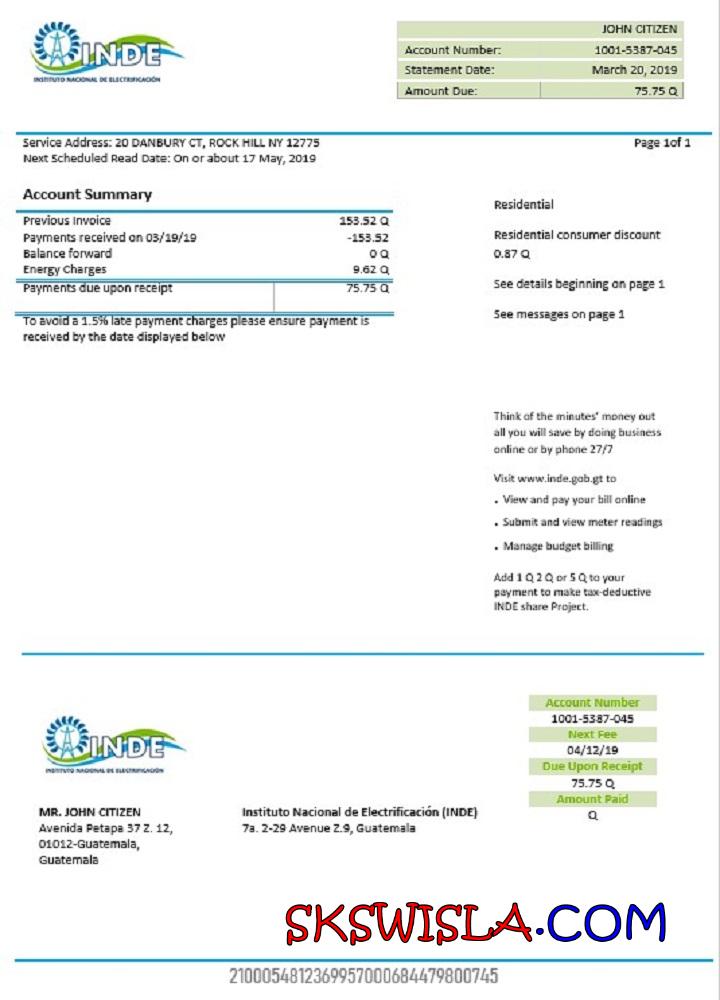 INDE
INSTITUTO NACIONAL DE ELECTRIFICACIÓN
JOHN CITIZEN
Account Number: 1001-5387-045
Statement Date: March 20, 2019
Amount Due: 75.75 Q
Service Address: 20 DANBURY CT, ROCK HILL NY 12775
Page 1of 1
Next Scheduled Read Date: On or about 17 May, 2019
Account Summary
Previous Invoice 153.52 Q
Payments received on 03/19/19 -153.52
Balance forward 0 Q
Energy Charges 9.62 Q
Payments due upon receipt 75.75 Q
To avoid a 1.5% late payment charges please ensure payment is
received by the date displayed below
Residential
Residential consumer discount
0.87 Q
See details beginning on page 1
See messages on page 1
Think of the minutes' money out
all you will save by doing business
online or by phone 27/7
Visit www.inde.gob.gt to
• View and pay your bill online
• Submit and view meter readings
• Manage budget billing
Add 1 Q 2 Q or 5 Q to your
payment to make tax-deductive
INDE share Project.
INDE
INSTITUTO NACIONAL DE ELECTRIFICACIÓN
Account Number
1001-5387-045
Next Fee
04/12/19
Due Upon Receipt
75.75 Q
Amount Paid
Q
MR. JOHN CITIZEN
Avenida Petapa 37 Z. 12,
01012-Guatemala,
Guatemala
Instituto Nacional de Electrificación (INDE)
7a. 2-29 Avenue Z.9, Guatemala
SKSWISLA.COM
2100054812369957000684479800745